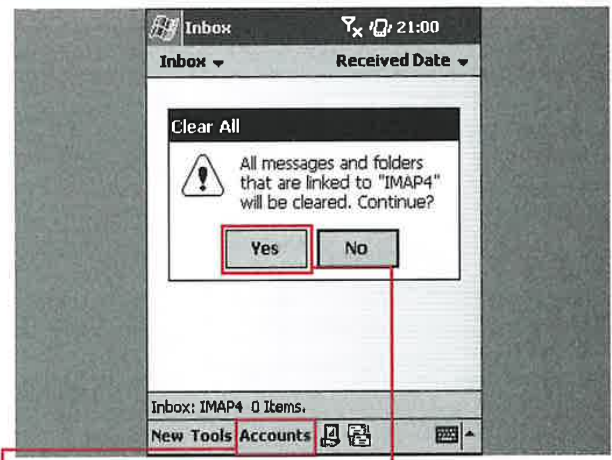 Inbox 21:00
Inbox Received Date
Clear All
All messages and folders
that are linked to "IMAP4"
will be cleared. Continue?
Yes No
Inbox: IMAP4 0 Items.
New Tools Accounts